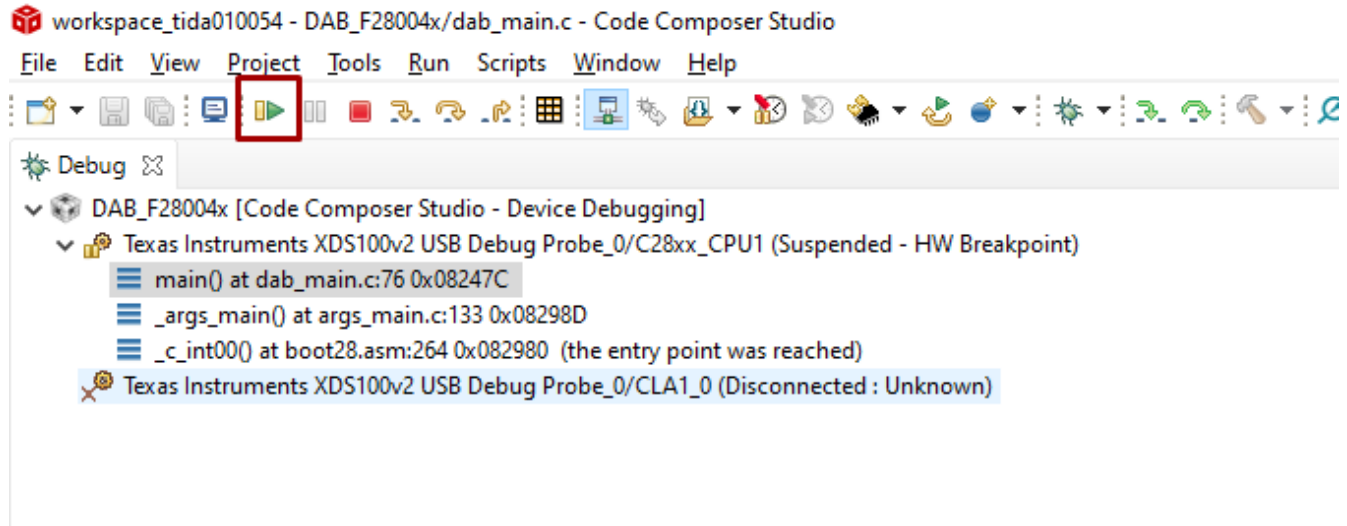 workspace_tida010054 - DAB_F28004x/dab_main.c - Code Composer Studio
File Edit View Project Tools Run Scripts Window Help
Debug
DAB_F28004x [Code Composer Studio - Device Debugging]
Texas Instruments XDS100v2 USB Debug Probe_0/C28xx_CPU1 (Suspended - HW Breakpoint)
main() at dab_main.c:76 0x08247C
_args_main() at args_main.c:133 0x08298D
_c_int00() at boot28.asm:264 0x082980 (the entry point was reached)
Texas Instruments XDS100v2 USB Debug Probe_0/CLA1_0 (Disconnected : Unknown)